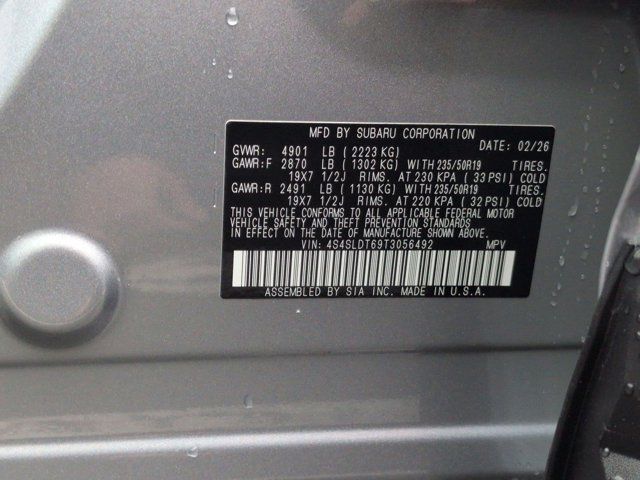 MFD BY SUBARU CORPORATION DATE: 02/26
GVWR: 4901 LB ( 2223 KG)
GAWR:F 2870 LB ( 1302 KG) WITH 235/50R19 TIRES.
19X7 1/2J RIMS. AT 230 KPA ( 33 PSI) COLD
GAWR:R 2491 LB ( 1130 KG) WITH 235/50R19 TIRES.
19X7 1/2J RIMS. AT 220 KPA ( 32 PSI) COLD
THIS VEHICLE CONFORMS TO ALL APPLICABLE FEDERAL MOTOR
VEHICLE SAFETY AND THEFT PREVENTION STANDARDS
IN EFFECT ON THE DATE OF MANUFACTURE SHOWN ABOVE.
VIN: 4S4SLDT69T3056492 MPV
ASSEMBLED BY SIA INC. MADE IN U.S.A.